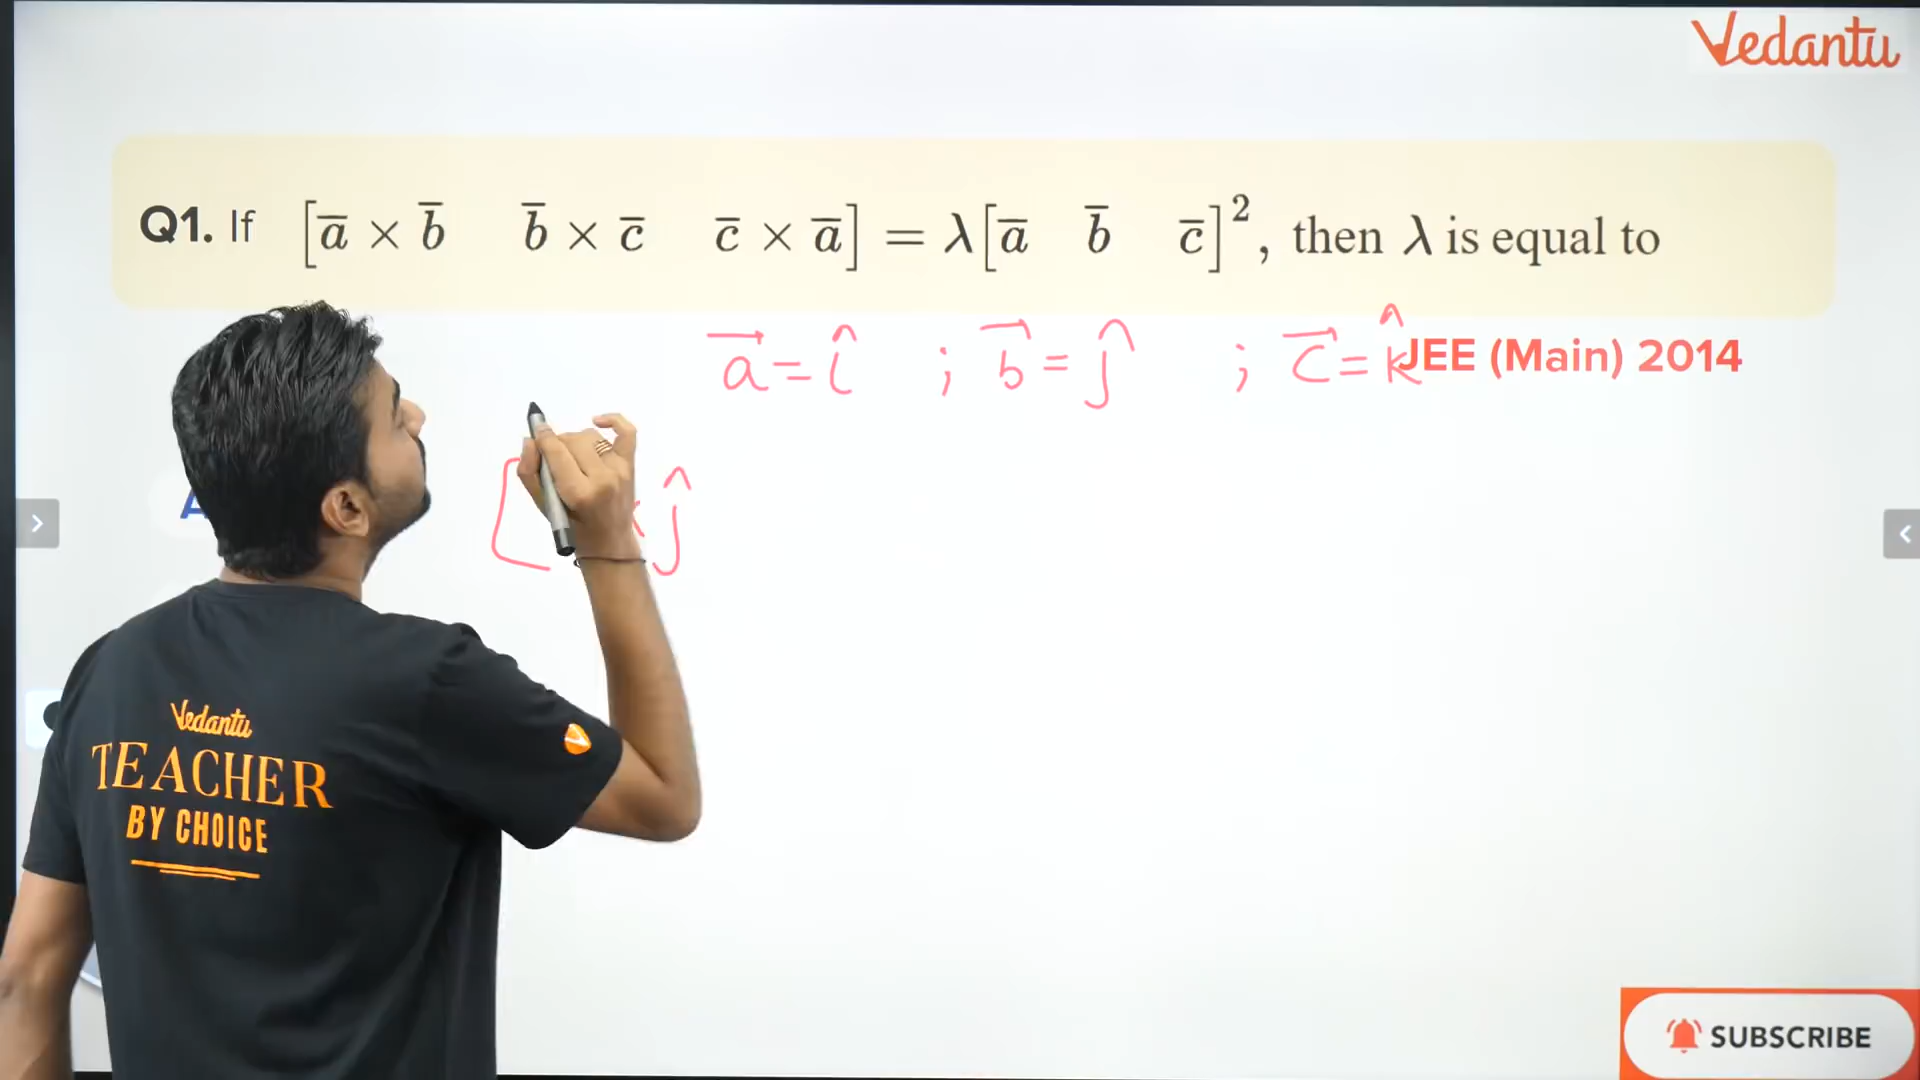 Vedantu
Q1. If [a̅ × b̅ b̅ × c̅ c̅ × a̅] = λ[a̅ b̅ c̅]², then λ is equal to
a⃗ = î ; b⃗ = ĵ ; c⃗ = k̂
JEE (Main) 2014
[ × ĵ
A
Vedantu
TEACHER
BY CHOICE
SUBSCRIBE